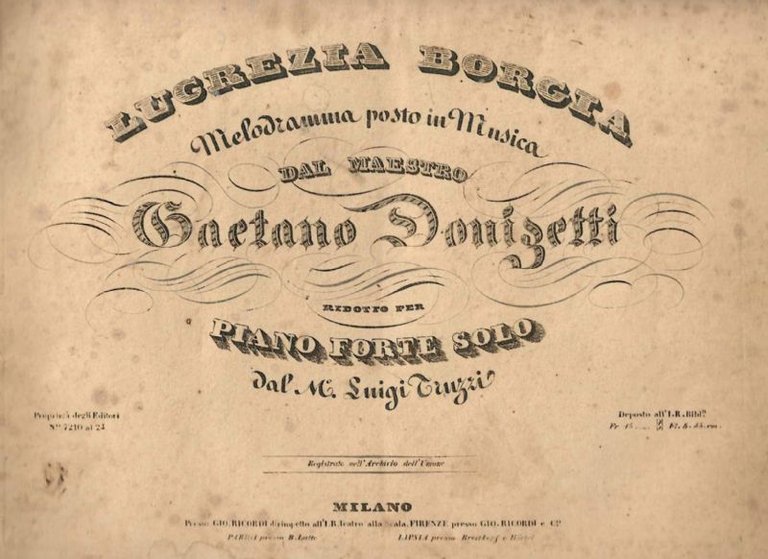 LUCREZIA BORGIA
Melodramma posto in Musica
DAL MAESTRO
Gaetano Donizetti
RIDOTTO PER
PIANO FORTE SOLO
dal M. Luigi Truzzi
Proprietà degli Editori
N.i 7210 al 24
Deposto all'I.R. Bibl.a
Fr. 15
Registrato nell'Archivio dell'Unione
MILANO
Presso GIO. RICORDI dirimpetto all'I.R. Teatro alla Scala, FIRENZE presso GIO. RICORDI e C.o
PARIGI presso B. Latte LIPSIA presso Breitkopf e Härtel